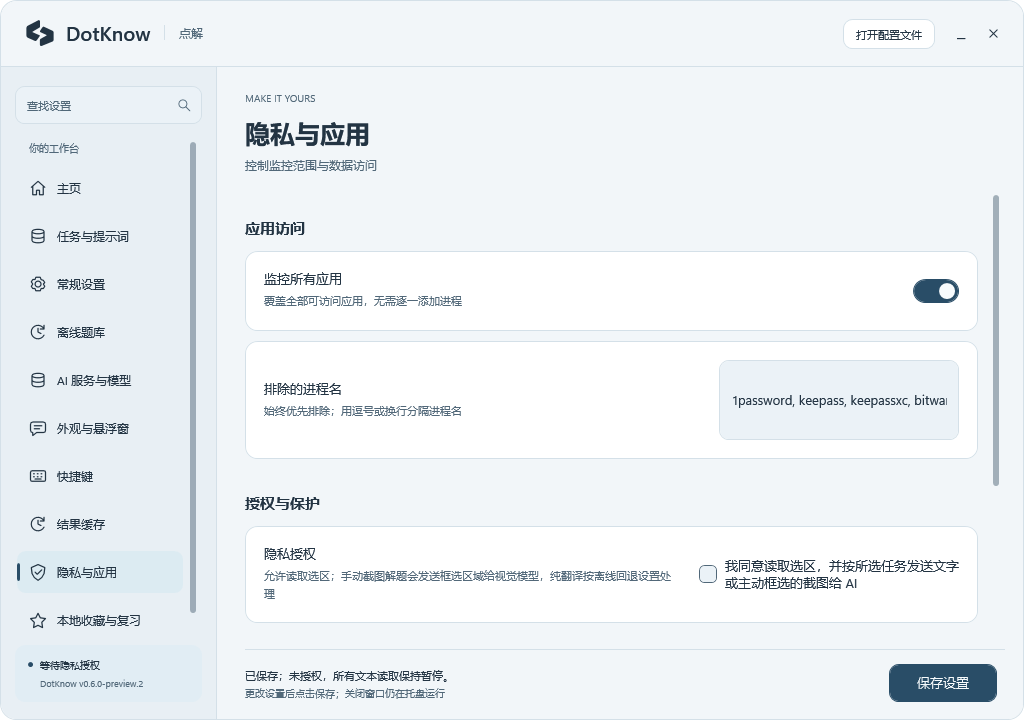 DotKnow 点解
打开配置文件
查找设置
你的工作台
主页
任务与提示词
常规设置
离线题库
AI 服务与模型
外观与悬浮窗
快捷键
结果缓存
隐私与应用
本地收藏与复习
等待隐私授权
DotKnow v0.6.0-preview.2
MAKE IT YOURS
隐私与应用
控制监控范围与数据访问
应用访问
监控所有应用
覆盖全部可访问应用，无需逐一添加进程
排除的进程名
始终优先排除；用逗号或换行分隔进程名
1password, keepass, keepassxc, bitwar
授权与保护
隐私授权
允许读取选区；手动截图解题会发送框选区域给视觉模型，纯翻译按离线回退设置处
理
我同意读取选区，并按所选任务发送文字
或主动框选的截图给 AI
已保存；未授权，所有文本读取保持暂停。
更改设置后点击保存；关闭窗口仍在托盘运行
保存设置